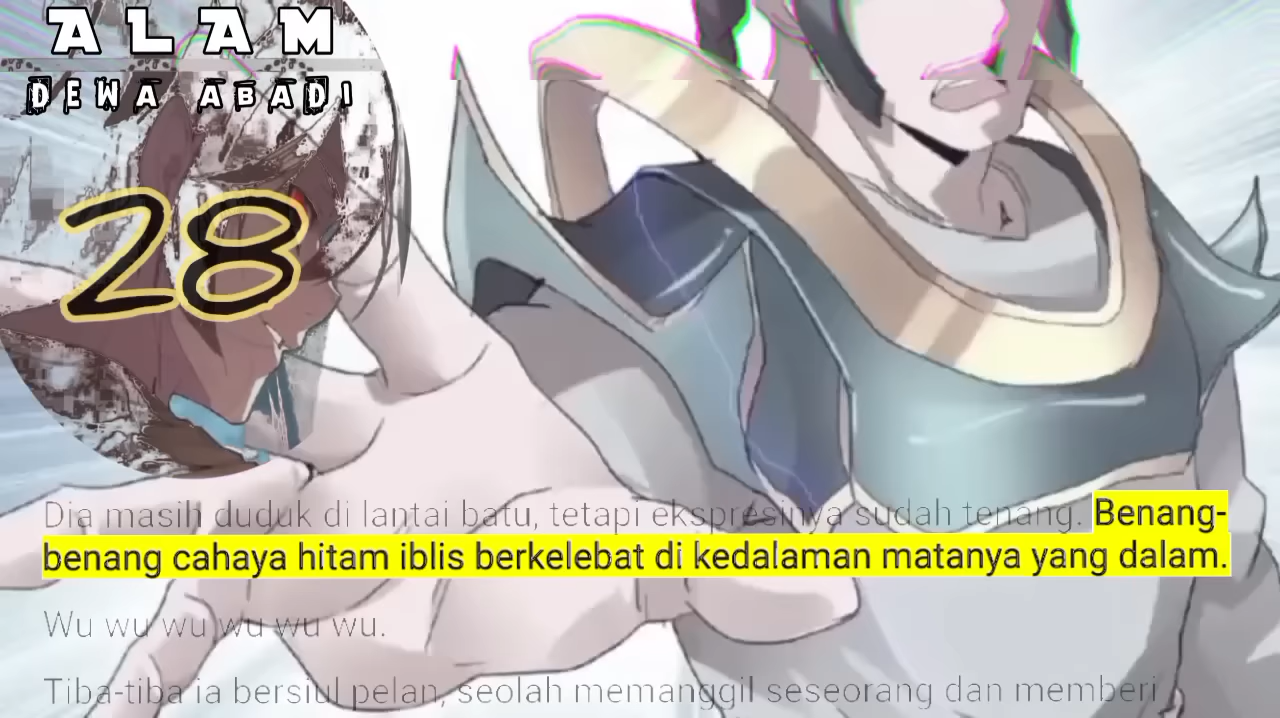 ALAM
DEWA ABADI
28
Dia masih duduk di lantai batu, tetapi ekspresinya sudah tenang. Benang-
benang cahaya hitam iblis berkelebat di kedalaman matanya yang dalam.
Wu wu wu wu wu wu.
Tiba-tiba ia bersiul pelan, seolah memanggil seseorang dan memberi